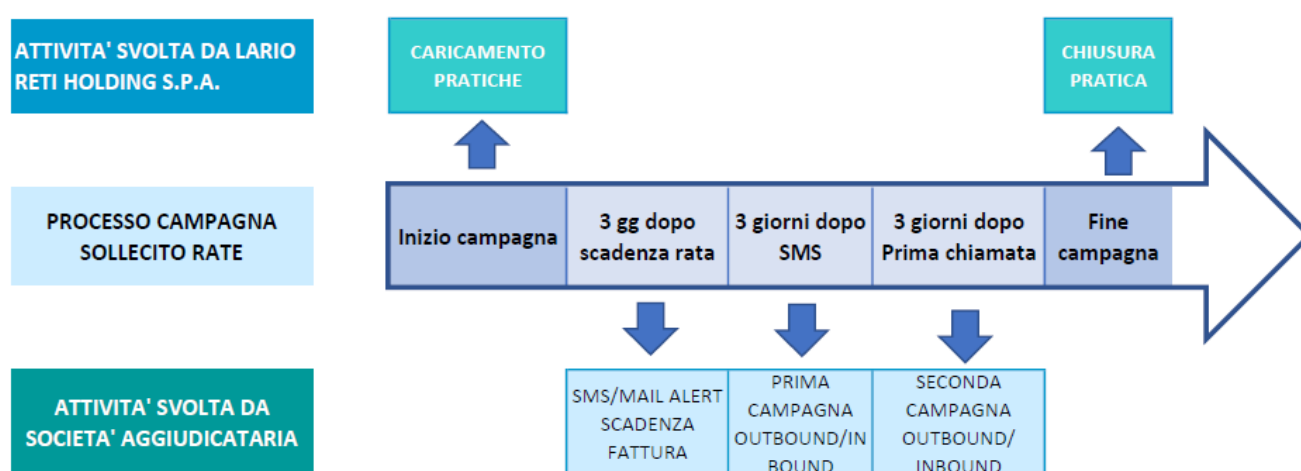 ATTIVITA' SVOLTA DA LARIO
RETI HOLDING S.P.A.
CARICAMENTO
PRATICHE
CHIUSURA
PRATICA
PROCESSO CAMPAGNA
SOLLECITO RATE
Inizio campagna
3 gg dopo
scadenza rata
3 giorni dopo
SMS
3 giorni dopo
Prima chiamata
Fine
campagna
ATTIVITA' SVOLTA DA
SOCIETA' AGGIUDICATARIA
SMS/MAIL ALERT
SCADENZA
FATTURA
PRIMA
CAMPAGNA
OUTBOUND/IN
BOUND
SECONDA
CAMPAGNA
OUTBOUND/
INBOUND